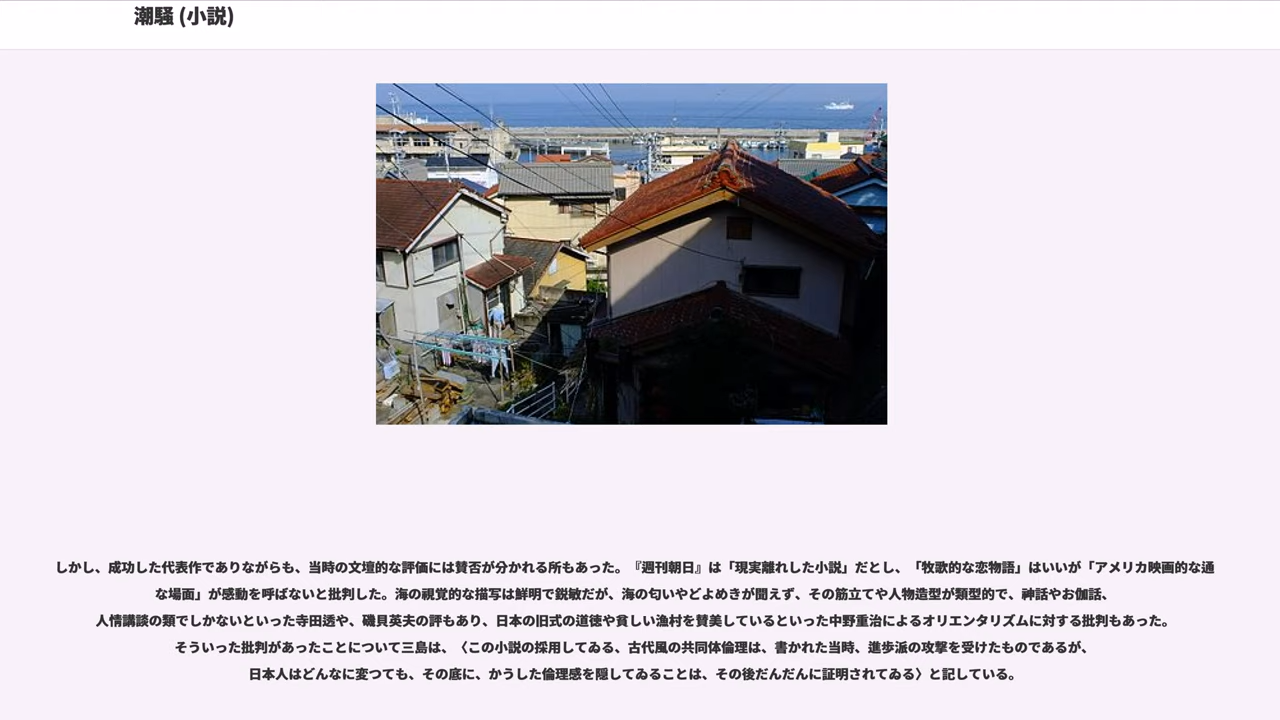 潮騒 (小説)
しかし、成功した代表作でありながらも、当時の文壇的な評価には賛否が分かれる所もあった。『週刊朝日』は「現実離れした小説」だとし、「牧歌的な恋物語」はいいが「アメリカ映画的な通
な場面」が感動を呼ばないと批判した。海の視覚的な描写は鮮明で鋭敏だが、海の匂いやどよめきが聞えず、その筋立てや人物造型が類型的で、神話やお伽話、
人情講談の類でしかないといった寺田透や、磯貝英夫の評もあり、日本の旧式の道徳や貧しい漁村を賛美しているといった中野重治によるオリエンタリズムに対する批判もあった。
そういった批判があったことについて三島は、〈この小説の採用してゐる、古代風の共同体倫理は、書かれた当時、進歩派の攻撃を受けたものであるが、
日本人はどんなに変つても、その底に、かうした倫理感を隠してゐることは、その後だんだんに証明されてゐる〉と記している。